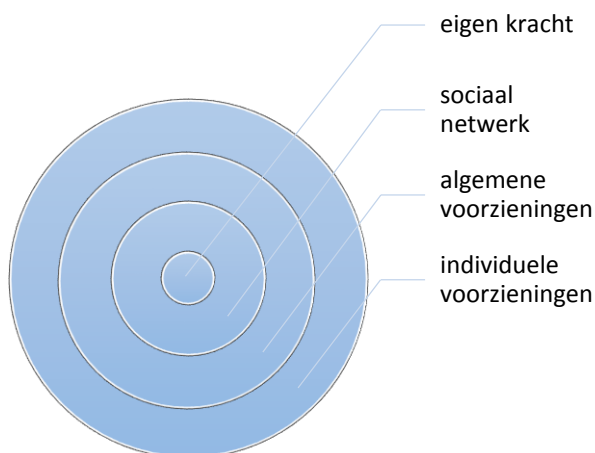 eigen kracht
sociaal
netwerk
algemene
voorzieningen
individuele
voorzieningen